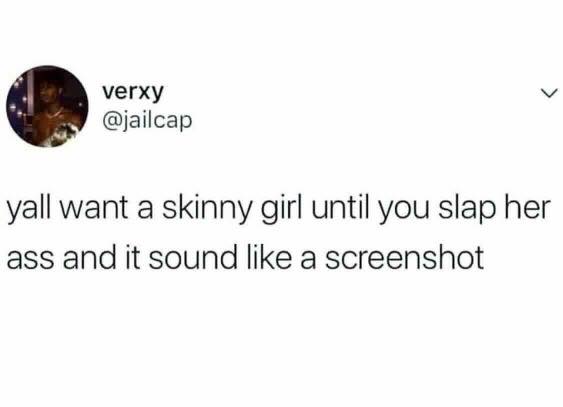 verxy
@jailcap
yall want a skinny girl until you slap her
ass and it sound like a screenshot